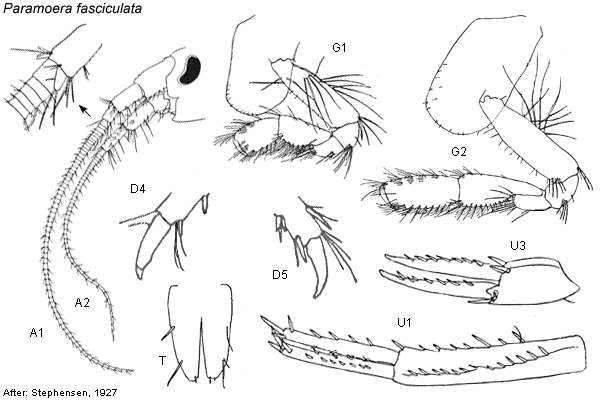 Paramoera fasciculata
G1
G2
D4
D5
U3
A2
A1
T
U1
After: Stephensen, 1927